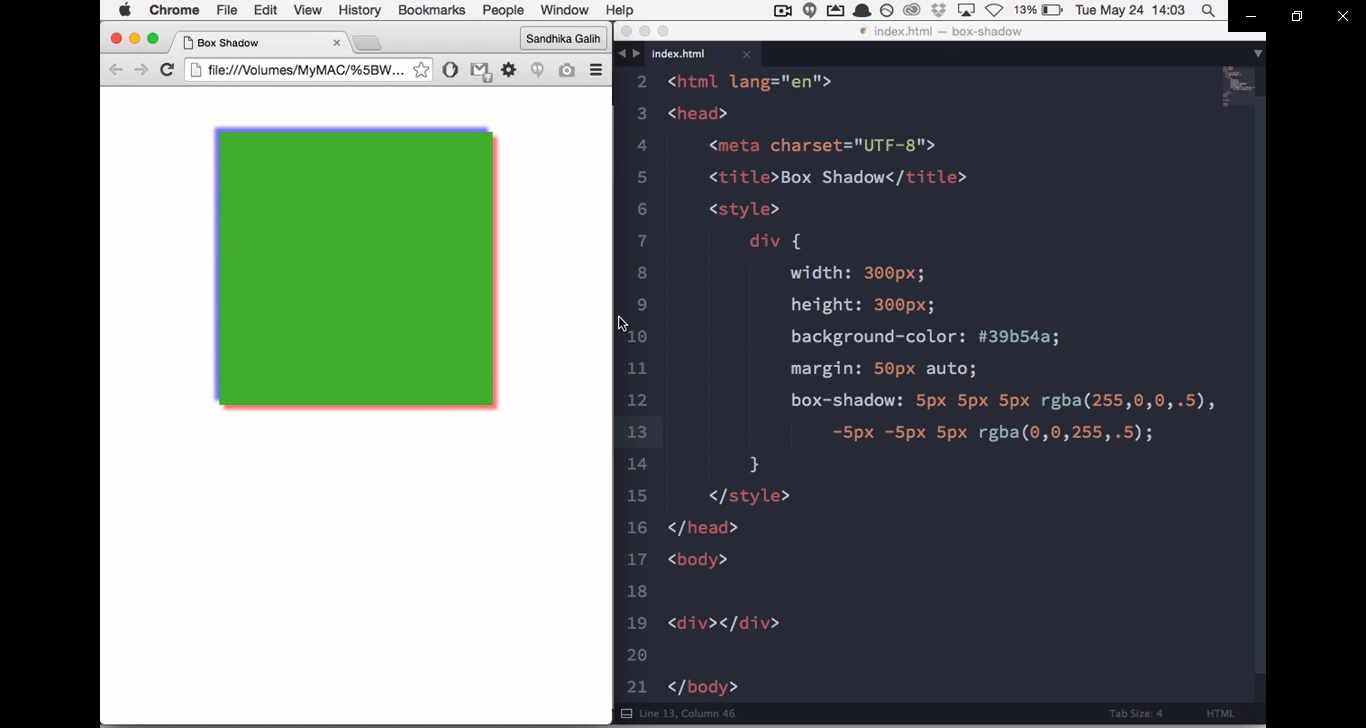 Chrome File Edit View History Bookmarks People Window Help 13% Tue May 24 14:03
Box Shadow
Sandhika Galih
index.html — box-shadow
file:///Volumes/MyMAC/%5BW...
index.html
2 <html lang="en">
3 <head>
4 <meta charset="UTF-8">
5 <title>Box Shadow</title>
6 <style>
7 div {
8 width: 300px;
9 height: 300px;
10 background-color: #39b54a;
11 margin: 50px auto;
12 box-shadow: 5px 5px 5px rgba(255,0,0,.5),
13 -5px -5px 5px rgba(0,0,255,.5);
14 }
15 </style>
16 </head>
17 <body>
18
19 <div></div>
20
21 </body>
Line 13, Column 46 Tab Size: 4 HTML